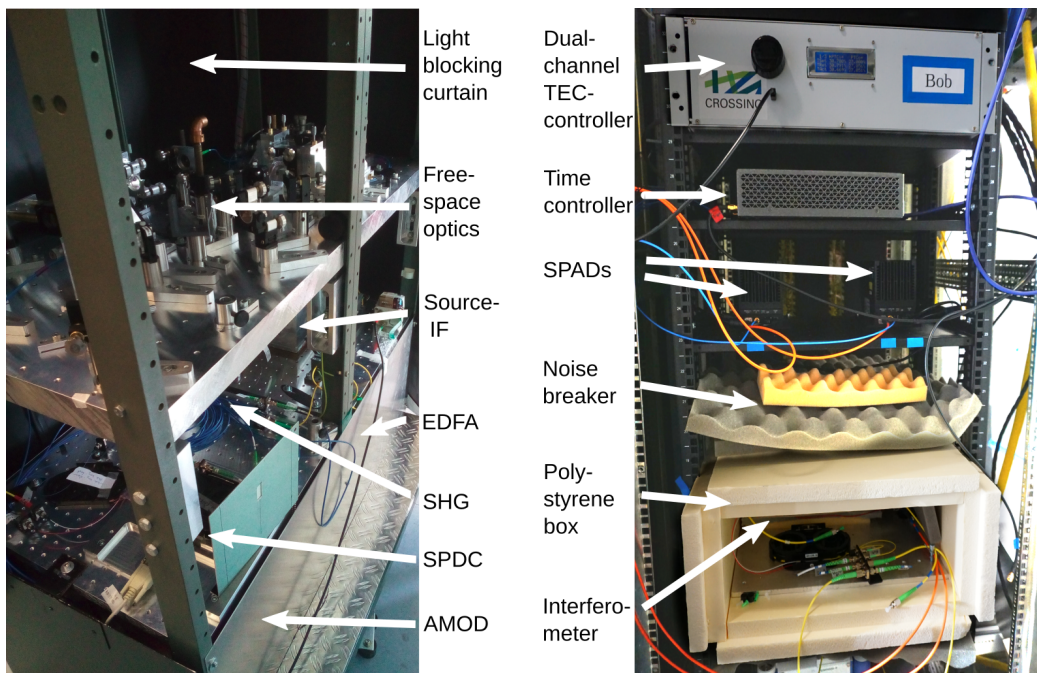 Light
blocking
curtain
Free-
space
optics
Source-
IF
EDFA
SHG
SPDC
AMOD
Dual-
channel
TEC-
controller
Time
controller
SPADs
Noise
breaker
Poly-
styrene
box
Interfero-
meter
CROSSING
Bob